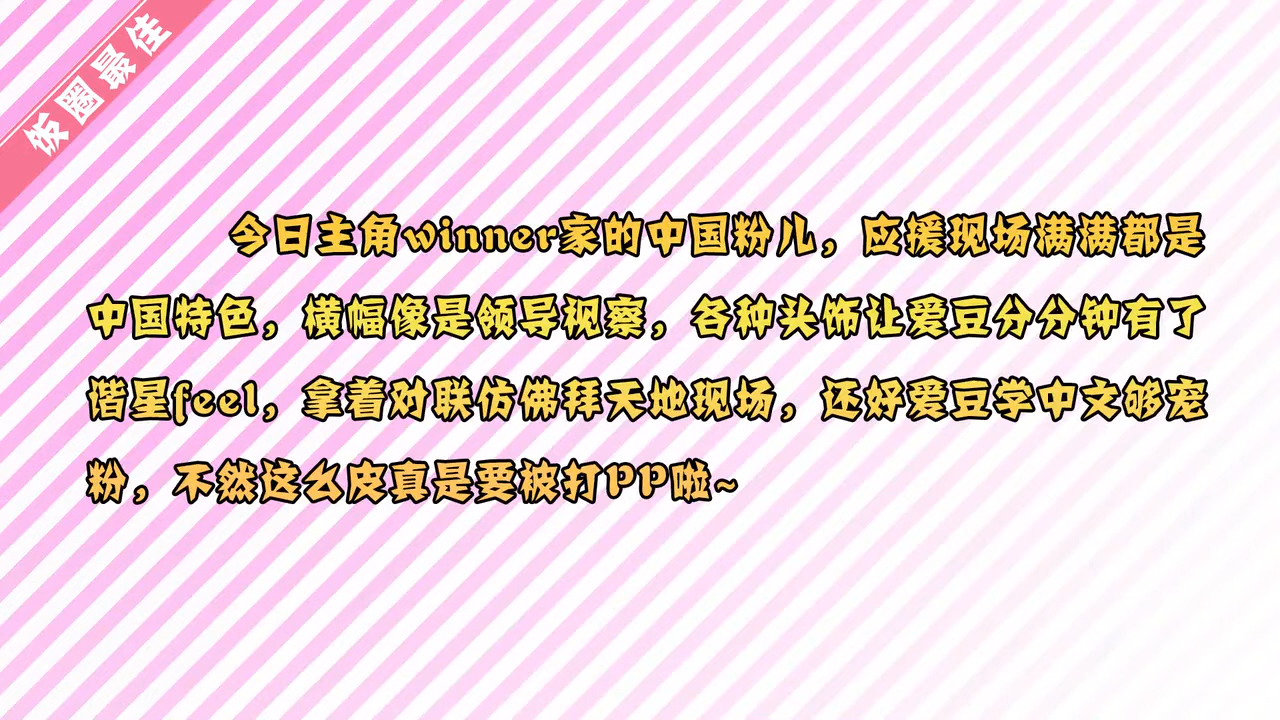 饭圈最佳
今日主角winner家的中国粉儿，应援现场满满都是
中国特色，横幅像是领导视察，各种头饰让爱豆分分钟有了
谐星feel，拿着对联仿佛拜天地现场，还好爱豆学中文够宠
粉，不然这么皮真是要被打PP啦~